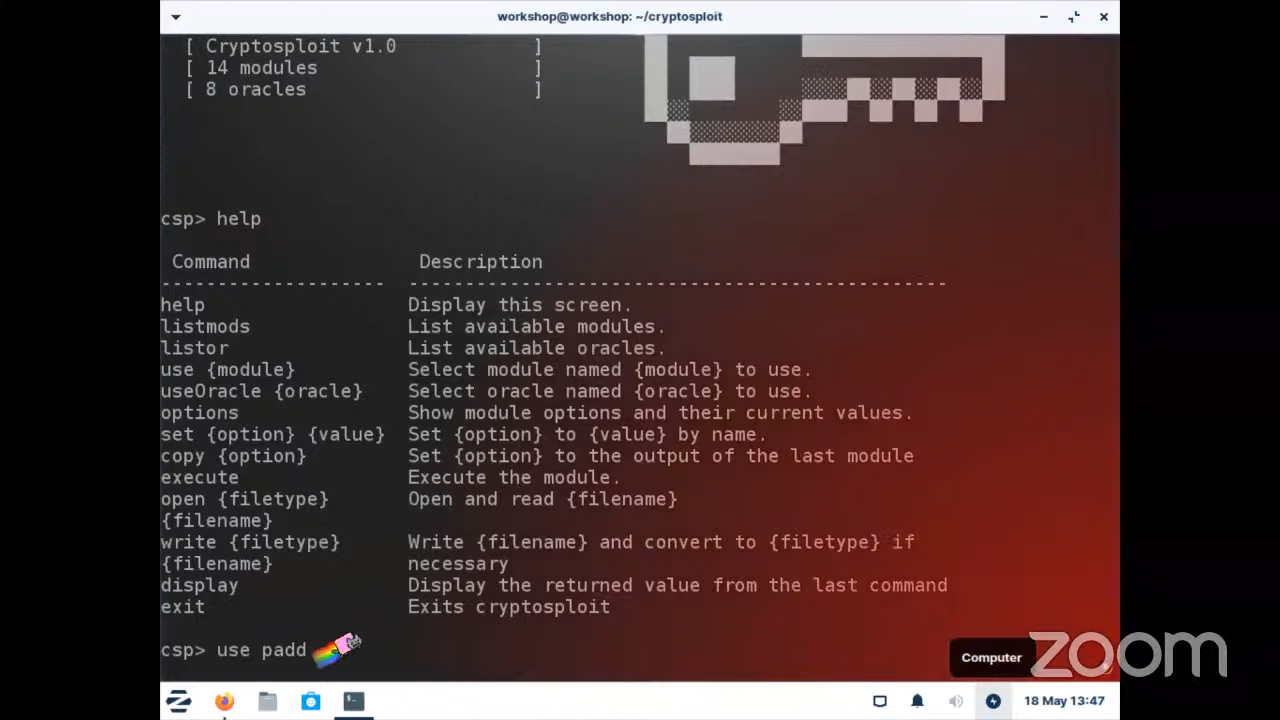 workshop@workshop: ~/cryptosploit
[ Cryptosploit v1.0 ]
[ 14 modules ]
[ 8 oracles ]
csp> help
Command Description
------------------- ----------------------------------------------
help Display this screen.
listmods List available modules.
listor List available oracles.
use {module} Select module named {module} to use.
useOracle {oracle} Select oracle named {oracle} to use.
options Show module options and their current values.
set {option} {value} Set {option} to {value} by name.
copy {option} Set {option} to the output of the last module
execute Execute the module.
open {filetype} Open and read {filename}
{filename}
write {filetype} Write {filename} and convert to {filetype} if
{filename} necessary
display Display the returned value from the last command
exit Exits cryptosploit
csp> use padd
Computer
zoom
18 May 13:47